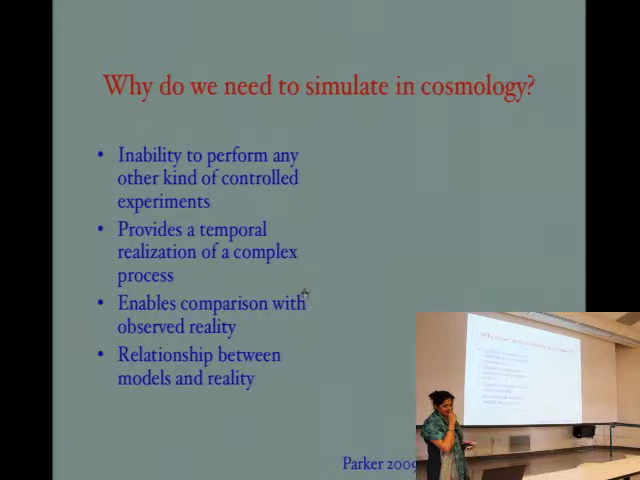 Why do we need to simulate in cosmology?
• Inability to perform any
other kind of controlled
experiments
• Provides a temporal
realization of a complex
process
• Enables comparison with
observed reality
• Relationship between
models and reality
Parker 2009